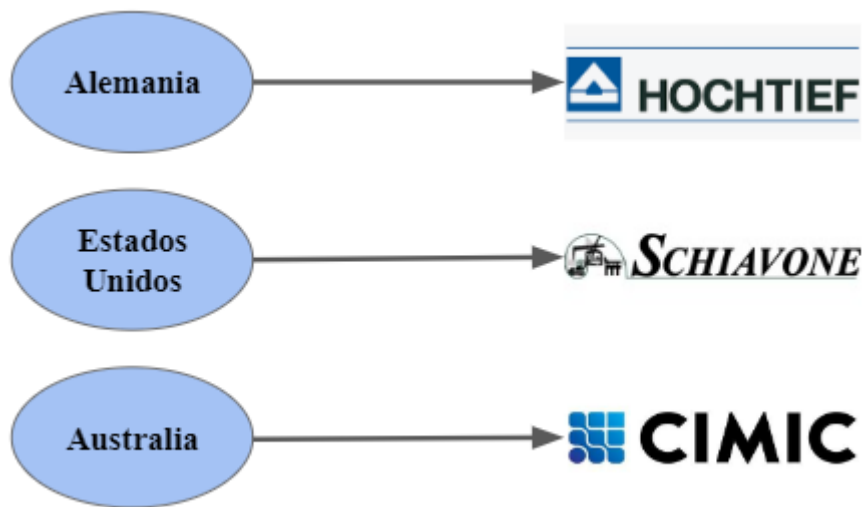 Alemania
HOCHTIEF
Estados
Unidos
SCHIAVONE
Australia
CIMIC